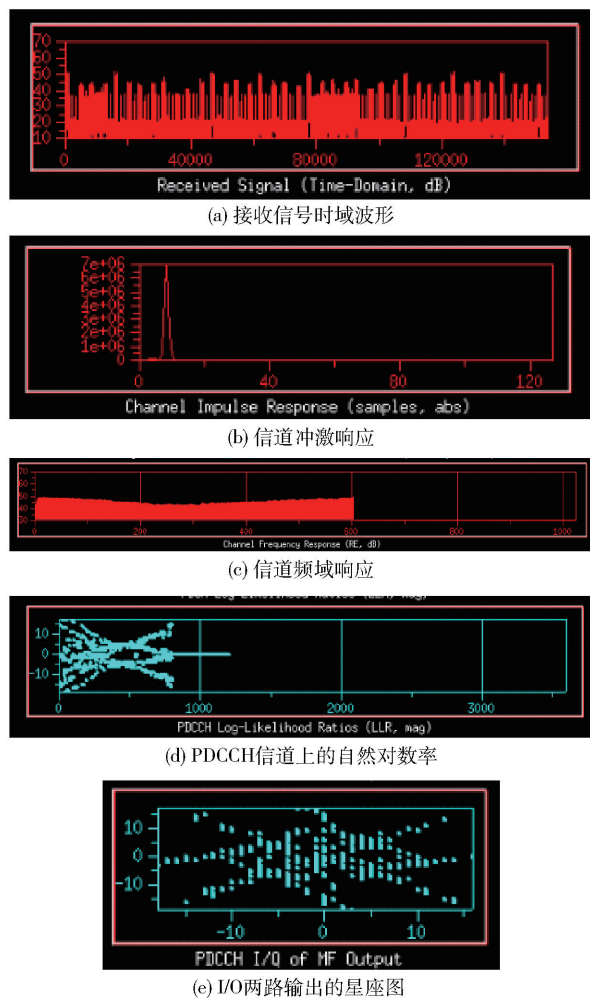 70
60
50
40
30
20
10
0 40000 80000 120000
Received Signal (Time-Domain, dB)
(a) 接收信号时域波形
7e+06
6e+06
5e+06
4e+06
3e+06
2e+06
1e+06
0
0 40 80 120
Channel Impulse Response (samples, abs)
(b) 信道冲激响应
70
60
50
40
30
0 200 400 600 800 1000
Channel Frequency Response (RE, dB)
(c) 信道频域响应
10
0
-10
0 1000 2000 3000
PDCCH Log-Likelihood Ratios (LLR, mag)
(d) PDCCH信道上的自然对数率
10
0
-10
-10 0 10
PDCCH I/Q of MF Output
(e) I/O两路输出的星座图